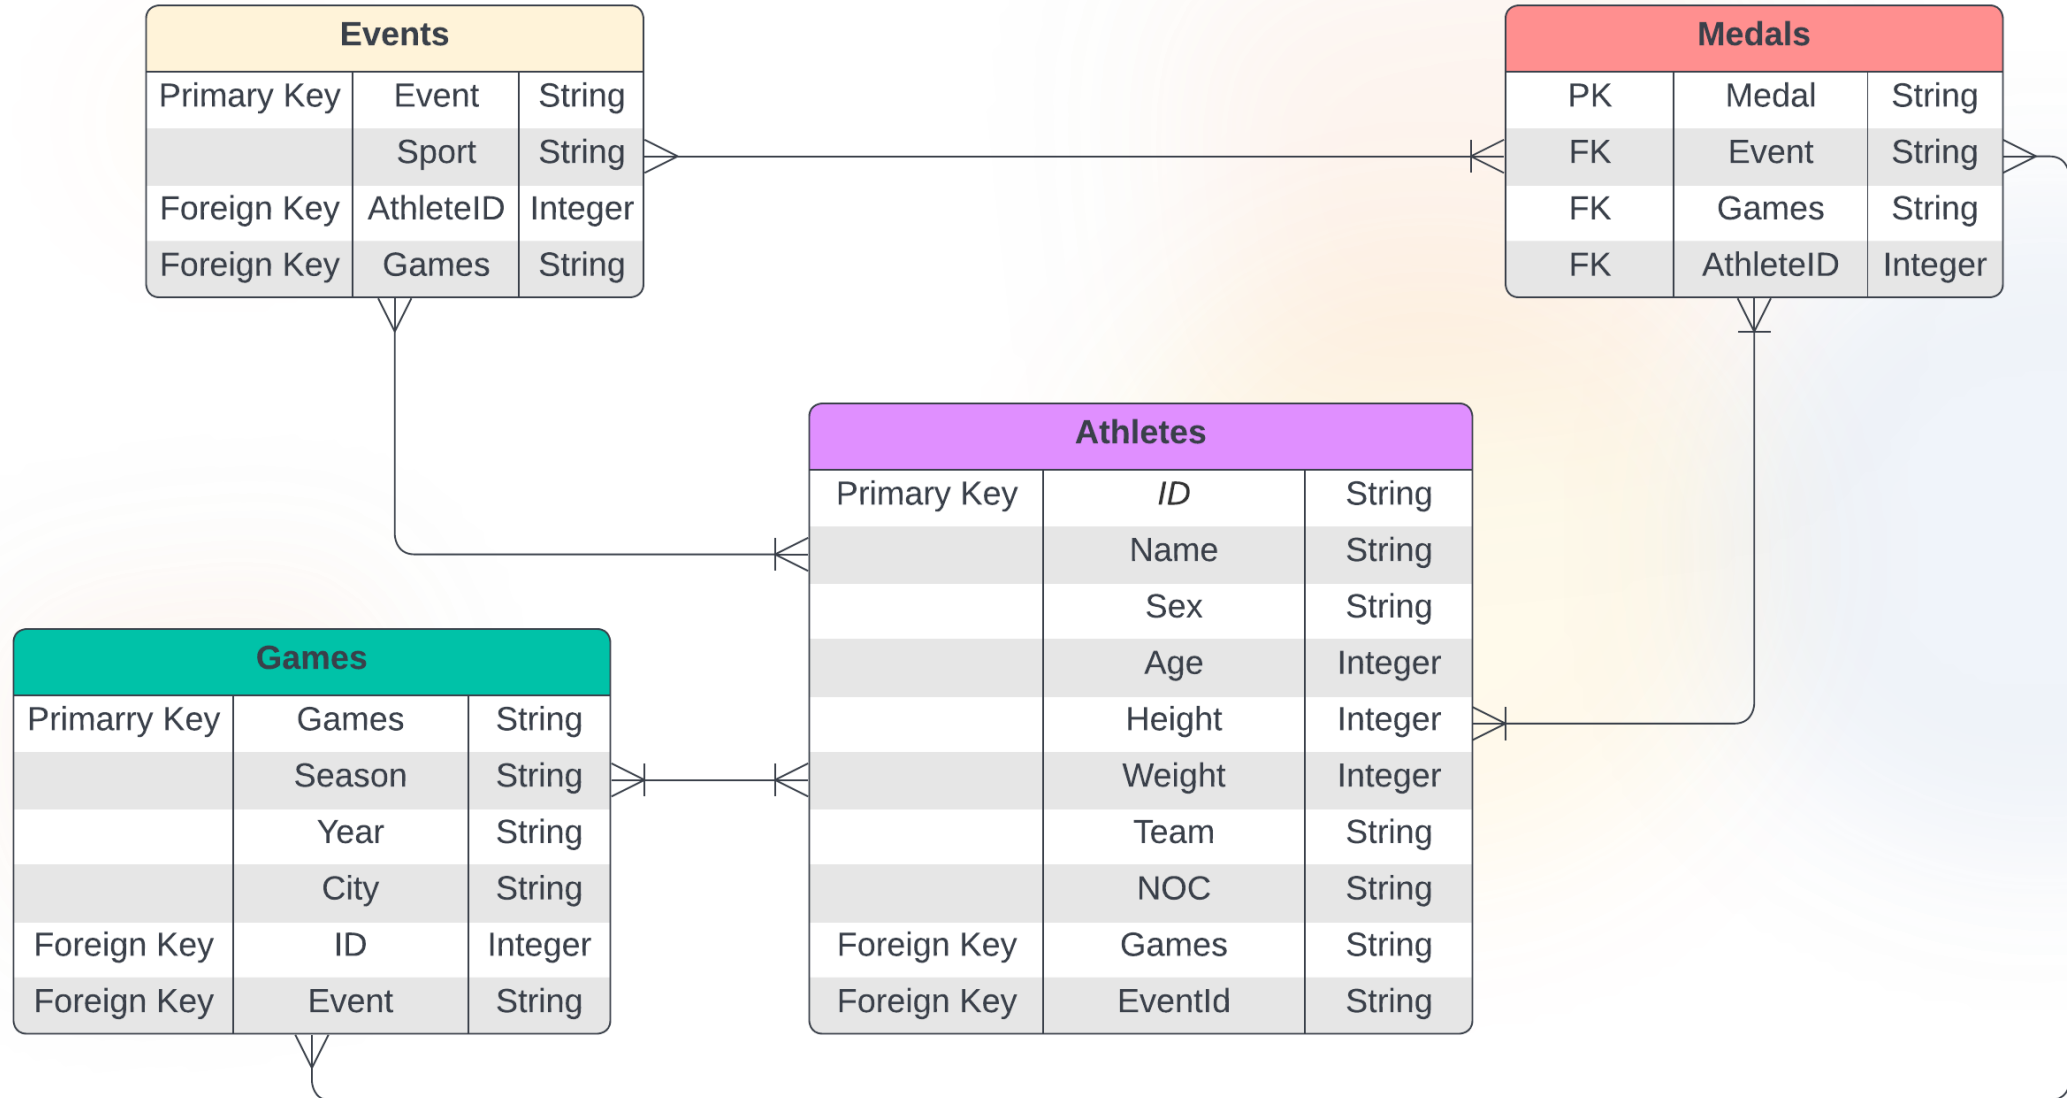 Events
Primary Key Event String
Sport String
Foreign Key AthleteID Integer
Foreign Key Games String
Medals
PK Medal String
FK Event String
FK Games String
FK AthleteID Integer
Athletes
Primary Key ID String
Name String
Sex String
Age Integer
Height Integer
Weight Integer
Team String
NOC String
Foreign Key Games String
Foreign Key EventId String
Games
Primarry Key Games String
Season String
Year String
City String
Foreign Key ID Integer
Foreign Key Event String